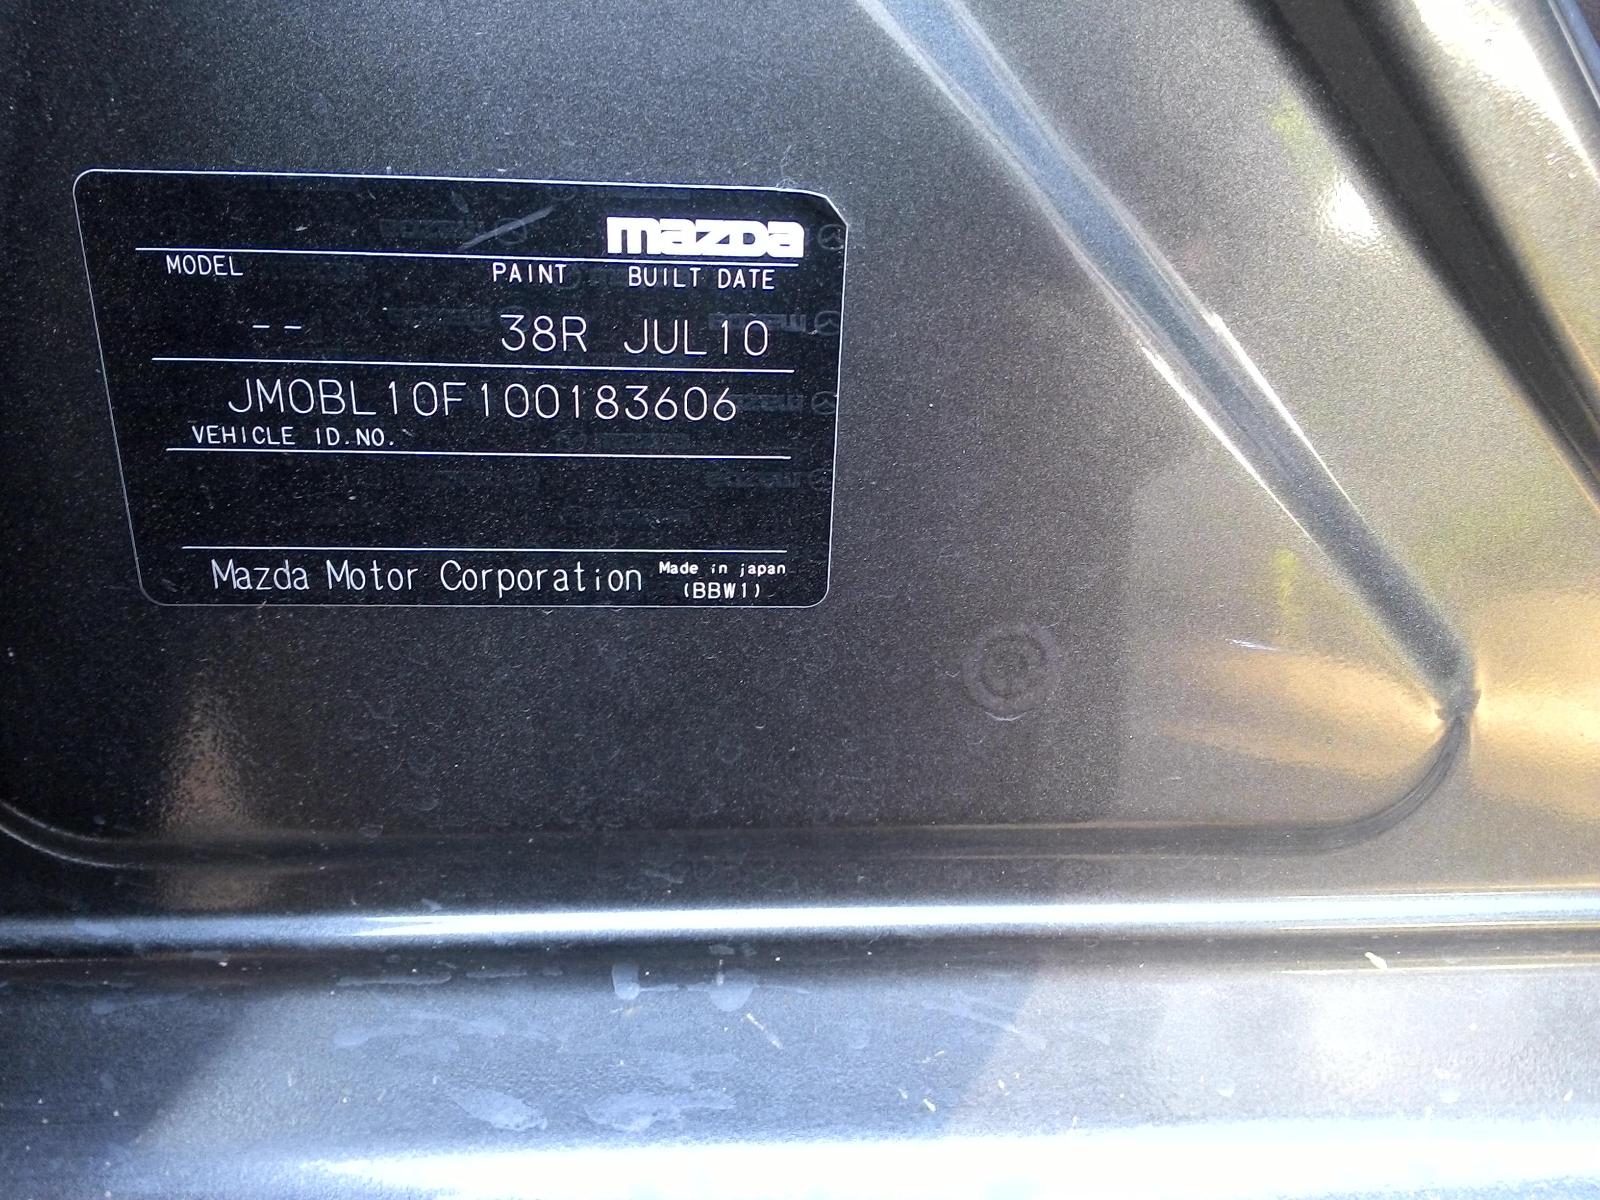 mazda
MODEL PAINT BUILT DATE
-- 38R JUL10
JM0BL10F100183606
VEHICLE ID.NO.
Mazda Motor Corporation Made in japan
(BBW1)